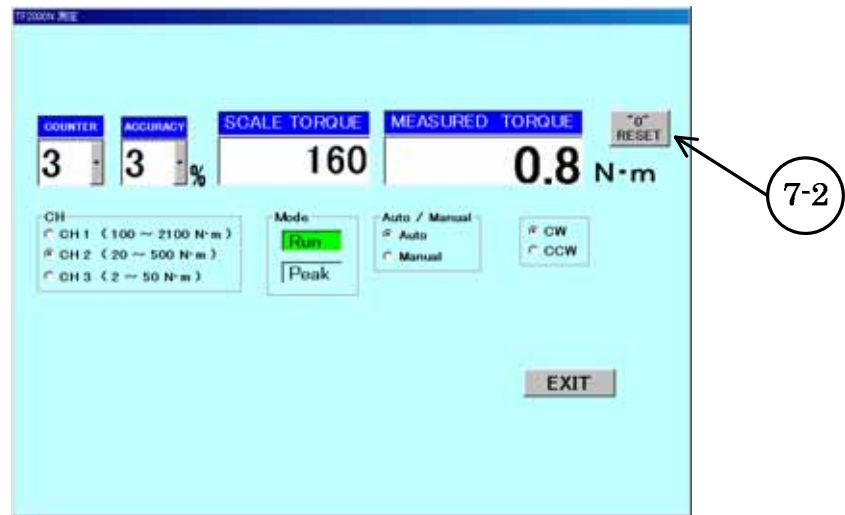 TF2000N 測定
COUNTER
ACCURACY
SCALE TORQUE
MEASURED TORQUE
"0"
RESET
3
3
%
160
0.8
N·m
7-2
CH
CH 1 ( 100 ～ 2100 N·m )
CH 2 ( 20 ～ 500 N·m )
CH 3 ( 2 ～ 50 N·m )
Mode
Run
Peak
Auto / Manual
Auto
Manual
CW
CCW
EXIT